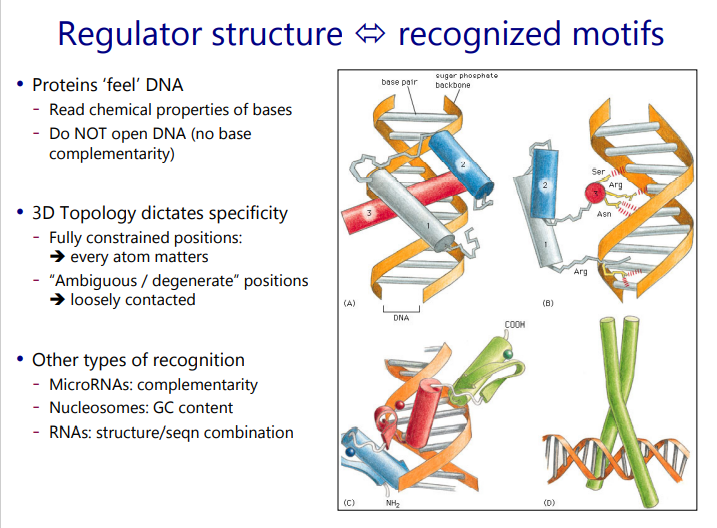 Regulator structure ⬄ recognized motifs
• Proteins ‘feel’ DNA
- Read chemical properties of bases
- Do NOT open DNA (no base
complementarity)
• 3D Topology dictates specificity
- Fully constrained positions:
➔ every atom matters
- “Ambiguous / degenerate” positions
➔ loosely contacted
• Other types of recognition
- MicroRNAs: complementarity
- Nucleosomes: GC content
- RNAs: structure/seqn combination
base pair
sugar phosphate
backbone
2
3
1
(A)
DNA
2
1
Ser
Arg
Asn
Arg
(B)
COOH
NH2
(C)
(D)